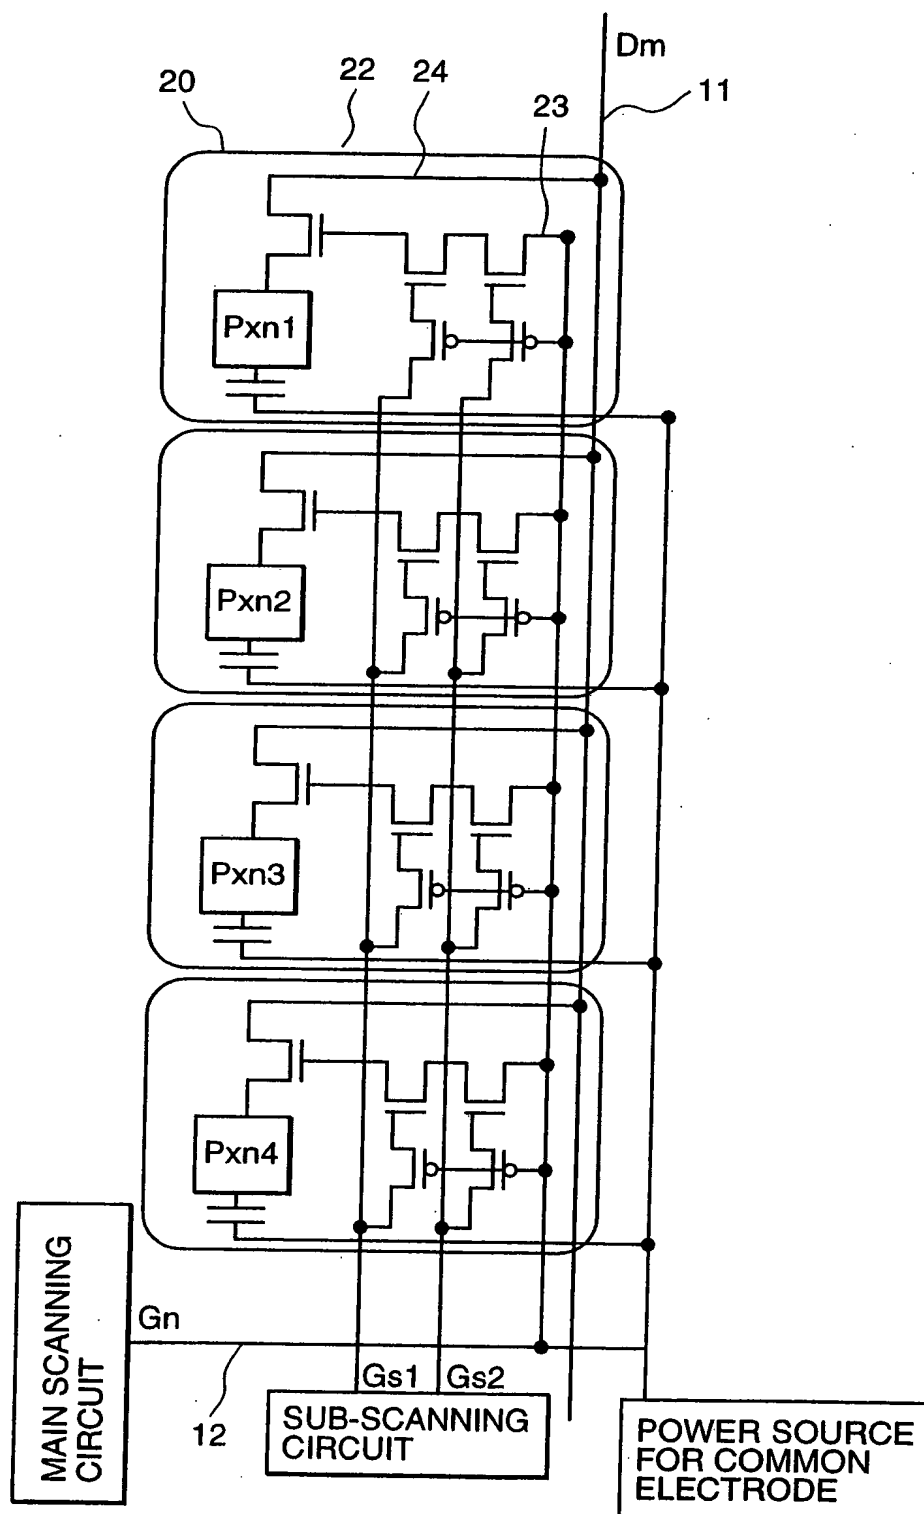 Dm
20
22
24
23
11
Pxn1
Pxn2
Pxn3
Pxn4
MAIN SCANNING
CIRCUIT
Gn
12
Gs1
Gs2
SUB-SCANNING
CIRCUIT
POWER SOURCE
FOR COMMON
ELECTRODE